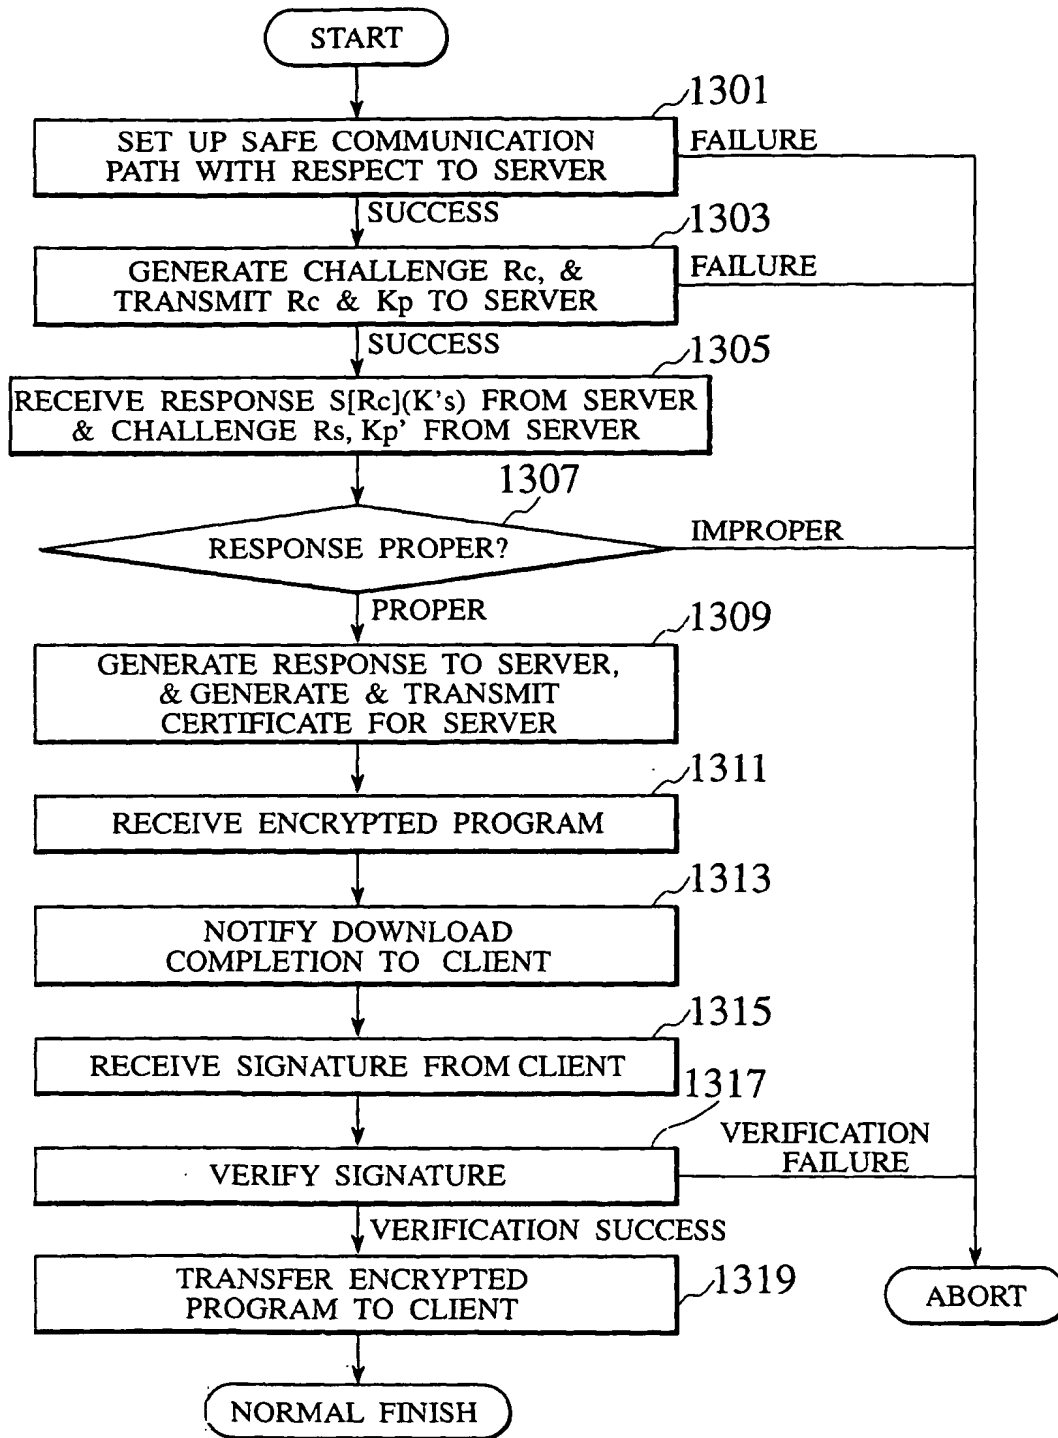 START
1301
SET UP SAFE COMMUNICATION
PATH WITH RESPECT TO SERVER
FAILURE
SUCCESS
1303
GENERATE CHALLENGE Rc, &
TRANSMIT Rc & Kp TO SERVER
FAILURE
SUCCESS
1305
RECEIVE RESPONSE S[Rc](K's) FROM SERVER
& CHALLENGE Rs, Kp' FROM SERVER
1307
RESPONSE PROPER?
IMPROPER
PROPER
1309
GENERATE RESPONSE TO SERVER,
& GENERATE & TRANSMIT
CERTIFICATE FOR SERVER
1311
RECEIVE ENCRYPTED PROGRAM
1313
NOTIFY DOWNLOAD
COMPLETION TO CLIENT
1315
RECEIVE SIGNATURE FROM CLIENT
1317
VERIFY SIGNATURE
VERIFICATION
FAILURE
VERIFICATION SUCCESS
TRANSFER ENCRYPTED
PROGRAM TO CLIENT
1319
ABORT
NORMAL FINISH